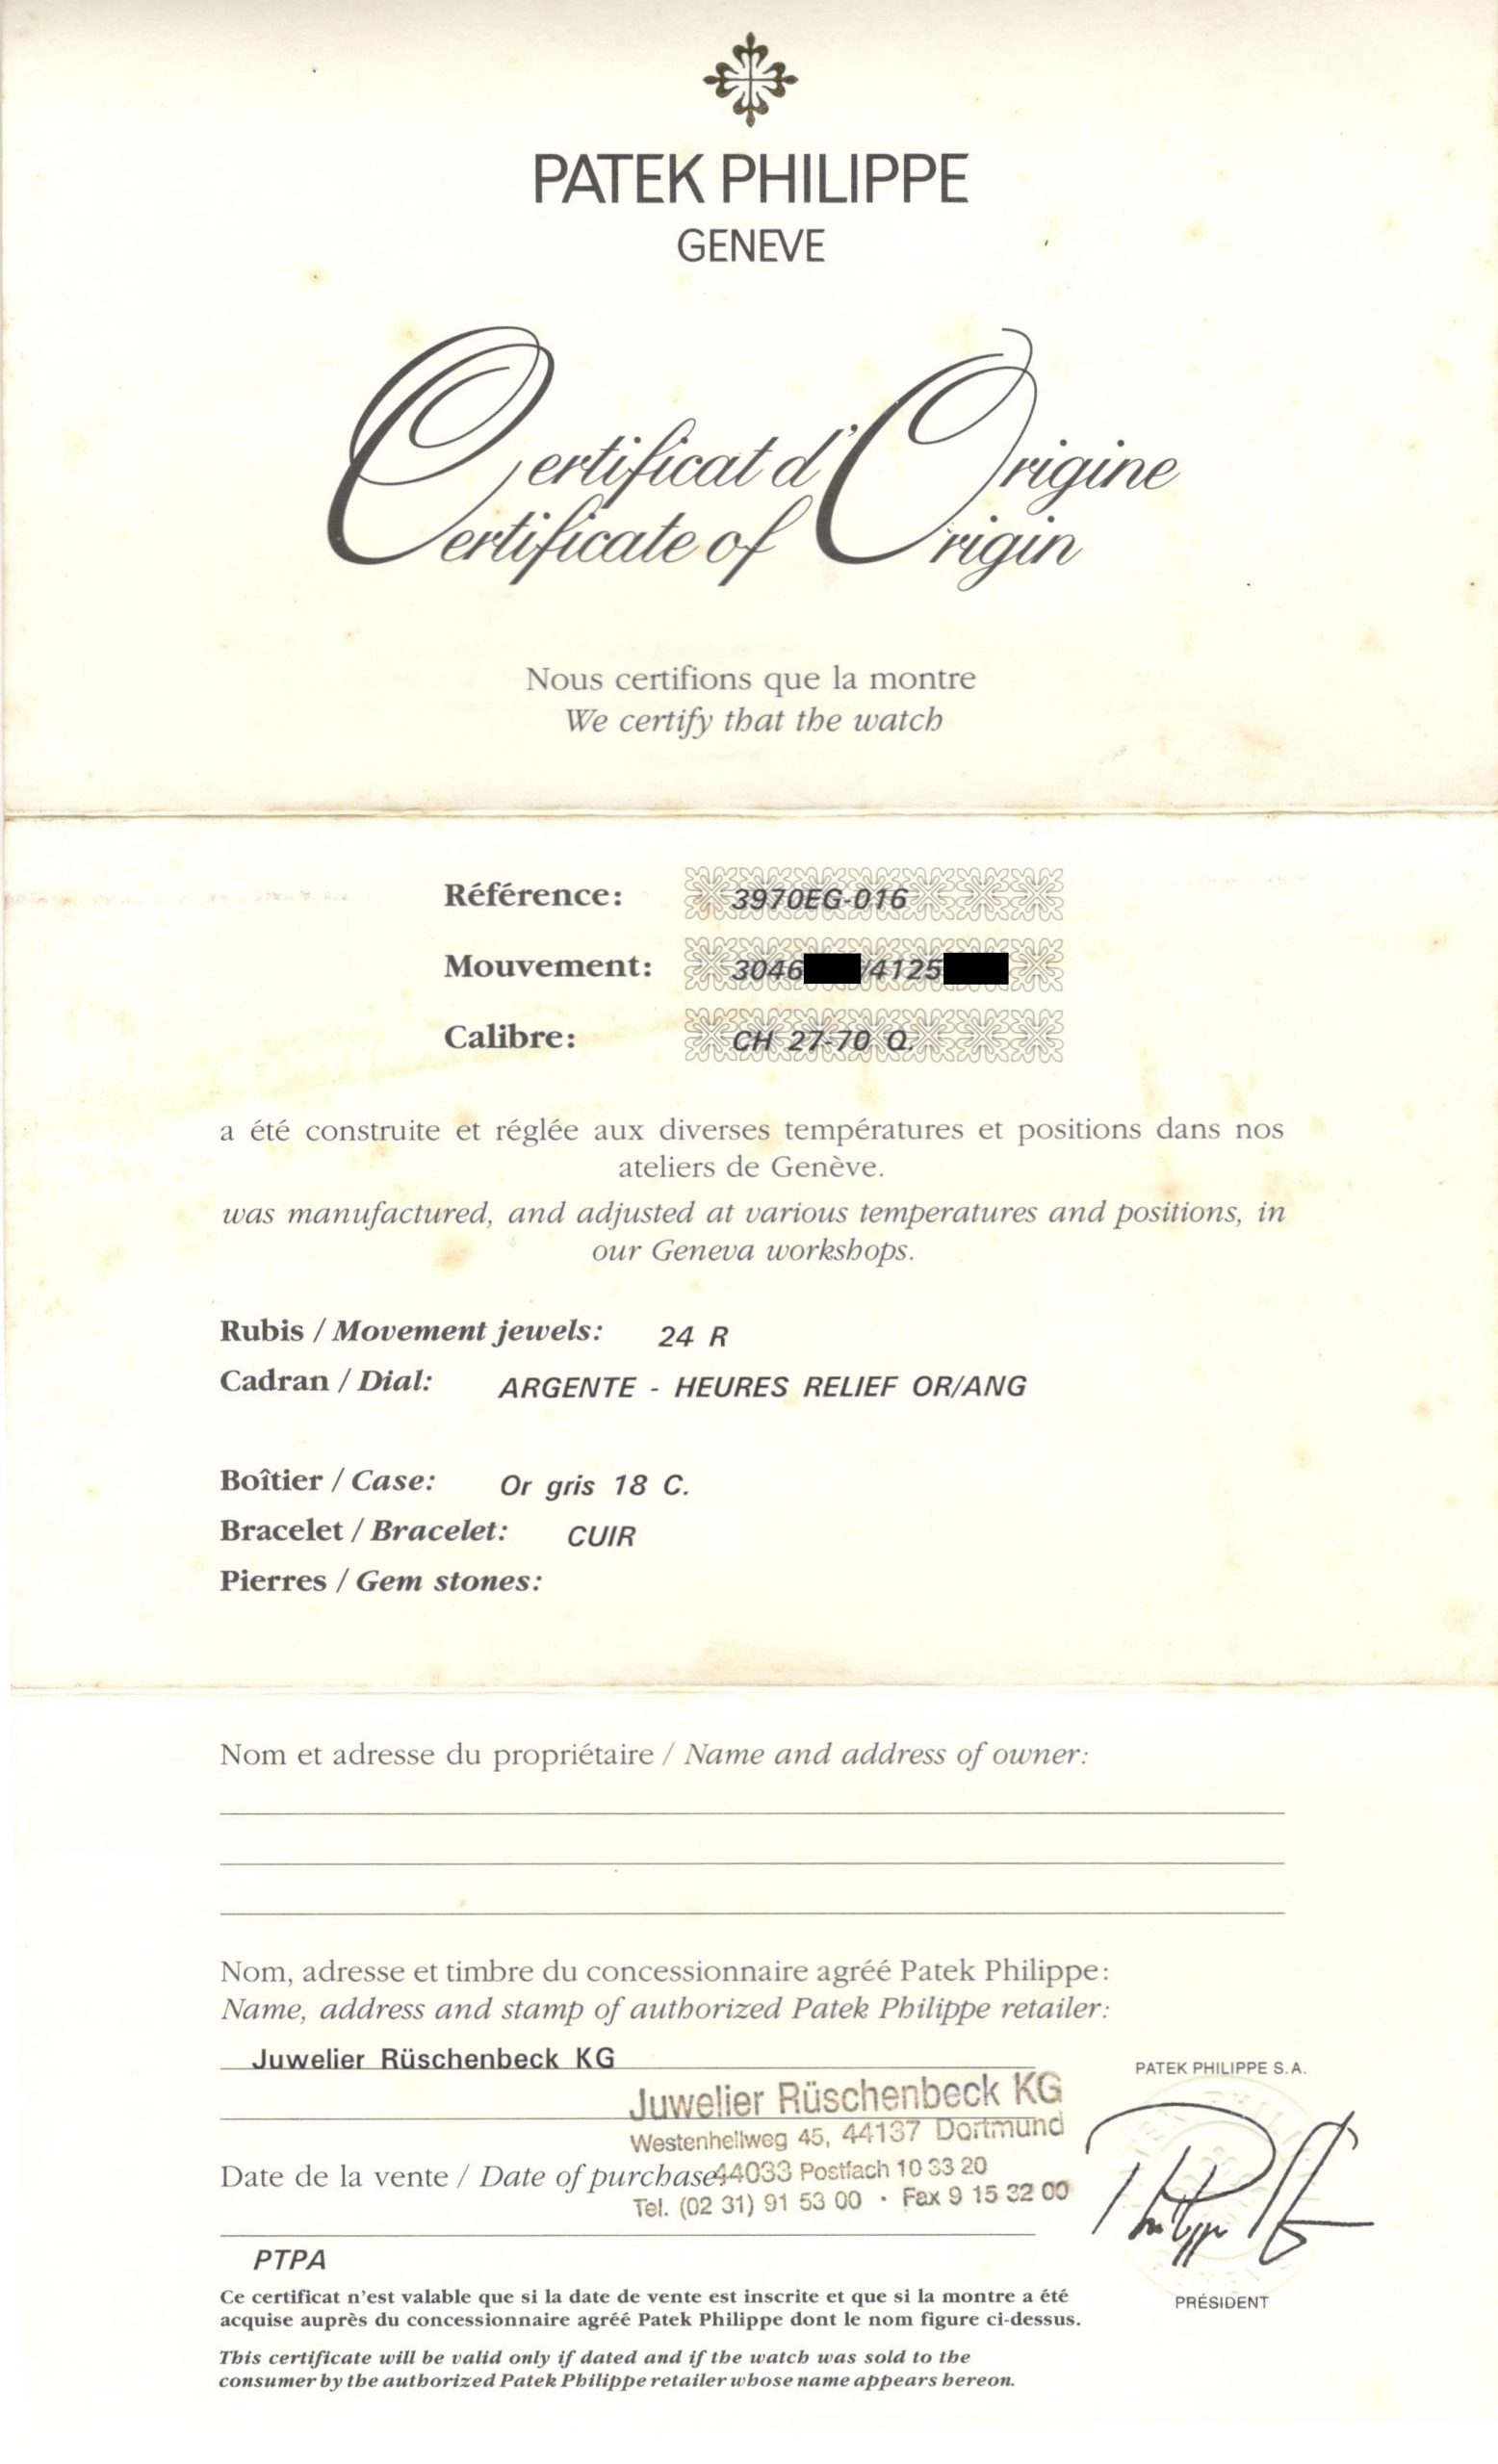 PATEK PHILIPPE
GENEVE
Certificat d'Origine
Certificate of Origin
Nous certifions que la montre
We certify that the watch
Référence: 3970EG-016
Mouvement: 3046 /4125
Calibre: CH 27-70 Q.
a été construite et réglée aux diverses températures et positions dans nos
ateliers de Genève.
was manufactured, and adjusted at various temperatures and positions, in
our Geneva workshops.
Rubis / Movement jewels: 24 R
Cadran / Dial: ARGENTE - HEURES RELIEF OR/ANG
Boîtier / Case: Or gris 18 C.
Bracelet / Bracelet: CUIR
Pierres / Gem stones:
Nom et adresse du propriétaire / Name and address of owner:
Nom, adresse et timbre du concessionnaire agréé Patek Philippe:
Name, address and stamp of authorized Patek Philippe retailer:
Juwelier Rüschenbeck KG
PATEK PHILIPPE S.A.
Juwelier Rüschenbeck KG
Westenhellweg 45, 44137 Dortmund
Date de la vente / Date of purchase
44033 Postfach 10 33 20
Tel. (02 31) 91 53 00 · Fax 9 15 32 00
PTPA
PRÉSIDENT
Ce certificat n'est valable que si la date de vente est inscrite et que si la montre a été
acquise auprès du concessionnaire agréé Patek Philippe dont le nom figure ci-dessus.
This certificate will be valid only if dated and if the watch was sold to the
consumer by the authorized Patek Philippe retailer whose name appears hereon.